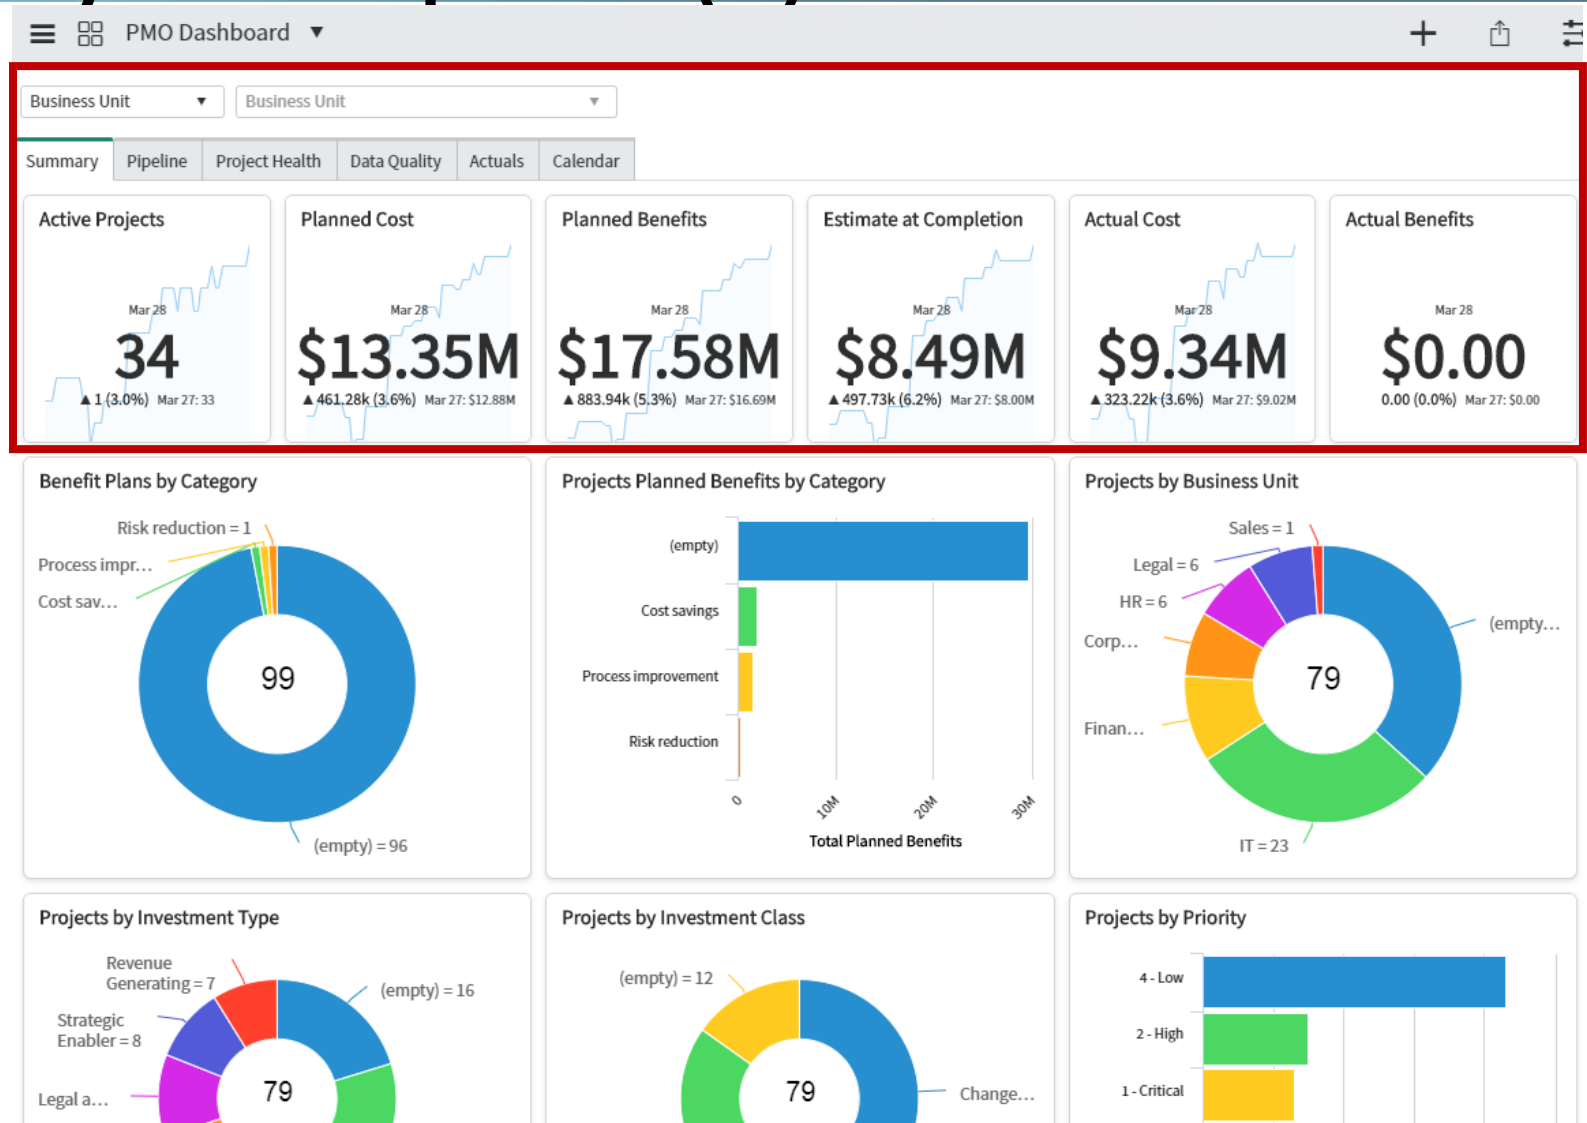 PMO Dashboard
Business Unit
Business Unit
Summary
Pipeline
Project Health
Data Quality
Actuals
Calendar
Active Projects
Mar 28
34
▲ 1 (3.0%) Mar 27: 33
Planned Cost
Mar 28
$13.35M
▲ 461.28k (3.6%) Mar 27: $12.88M
Planned Benefits
Mar 28
$17.58M
▲ 883.94k (5.3%) Mar 27: $16.69M
Estimate at Completion
Mar 28
$8.49M
▲ 497.73k (6.2%) Mar 27: $8.00M
Actual Cost
Mar 28
$9.34M
▲ 323.22k (3.6%) Mar 27: $9.02M
Actual Benefits
Mar 28
$0.00
0.00 (0.0%) Mar 27: $0.00
Benefit Plans by Category
Risk reduction = 1
Process impr...
Cost sav...
99
(empty) = 96
Projects Planned Benefits by Category
(empty)
Cost savings
Process improvement
Risk reduction
0
10M
20M
30M
Total Planned Benefits
Projects by Business Unit
Sales = 1
Legal = 6
HR = 6
Corp...
Finan...
(empty...
79
IT = 23
Projects by Investment Type
Revenue
Generating = 7
(empty) = 16
Strategic
Enabler = 8
Legal a...
79
Projects by Investment Class
(empty) = 12
79
Change...
Projects by Priority
4 - Low
2 - High
1 - Critical